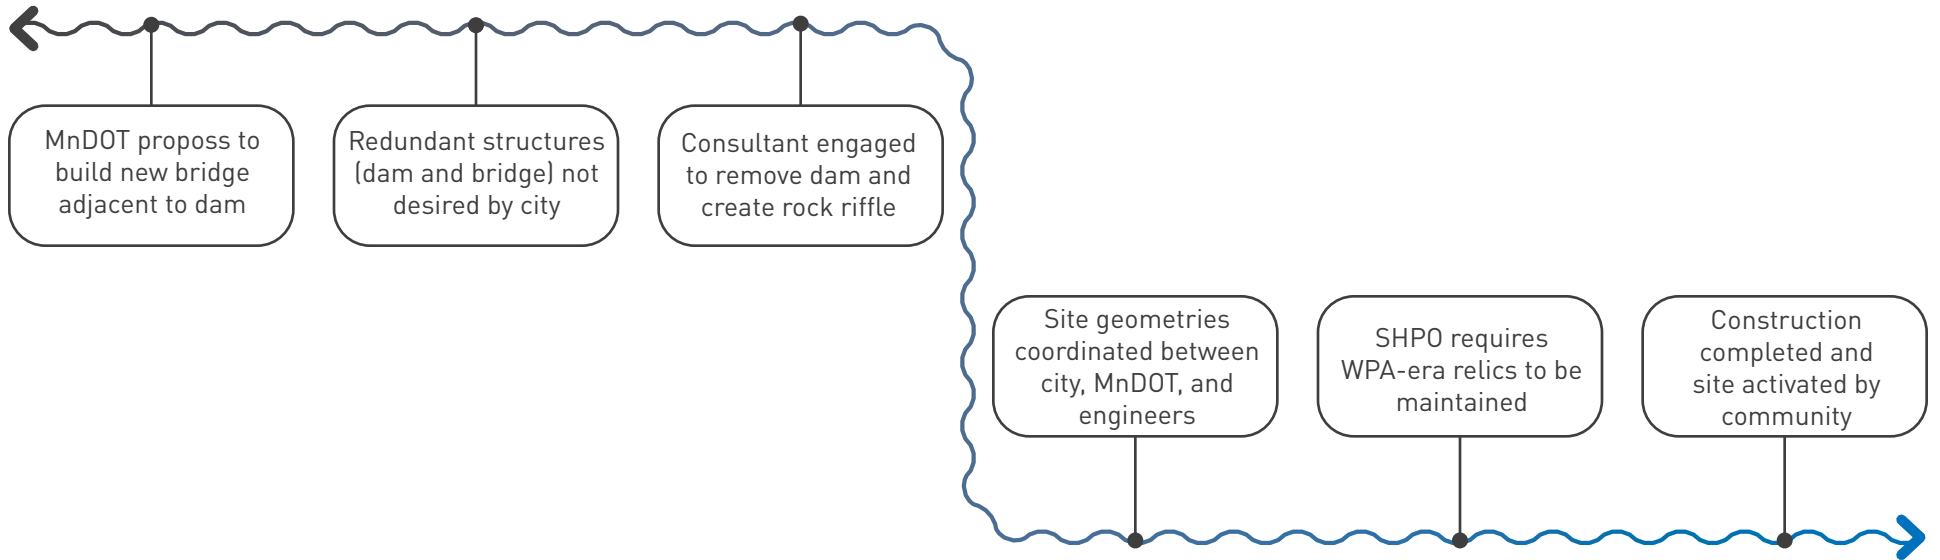 MnDOT proposs to
build new bridge
adjacent to dam
Redundant structures
(dam and bridge) not
desired by city
Consultant engaged
to remove dam and
create rock riffle
Site geometries
coordinated between
city, MnDOT, and
engineers
SHPO requires
WPA-era relics to be
maintained
Construction
completed and
site activated by
community